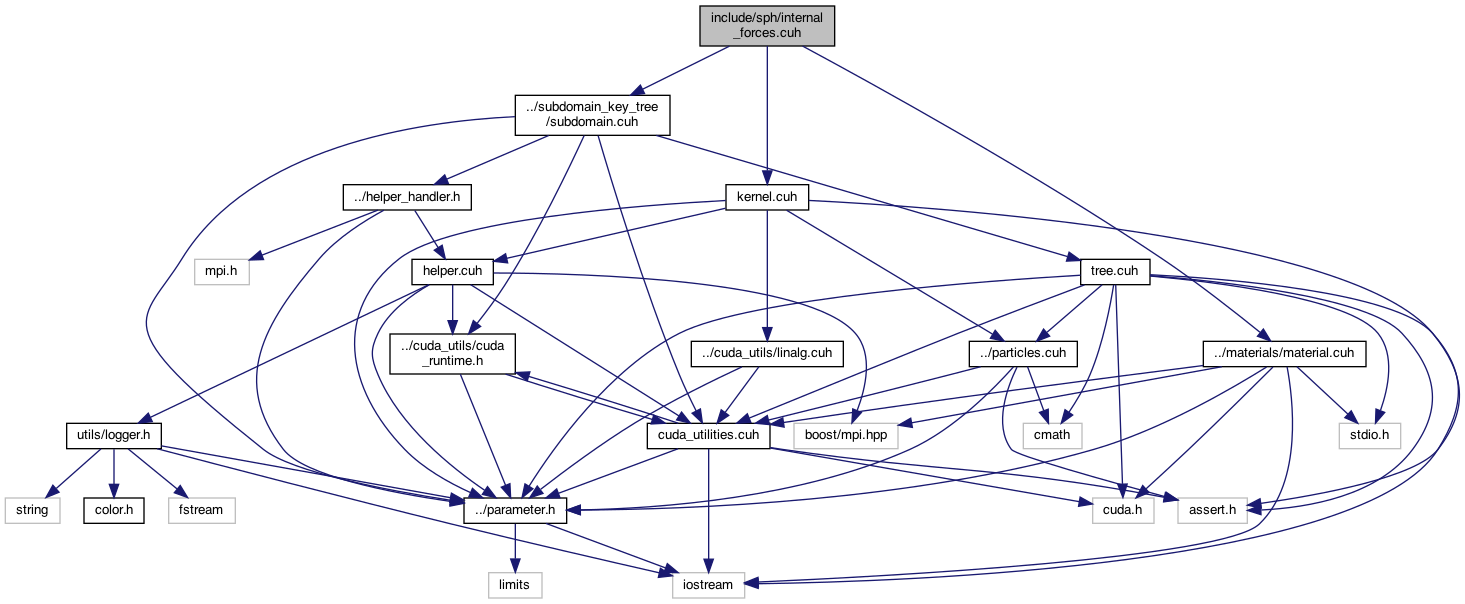 include/sph/internal
_forces.cuh
../subdomain_key_tree
/subdomain.cuh
../helper_handler.h
kernel.cuh
mpi.h
helper.cuh
tree.cuh
../cuda_utils/cuda
_runtime.h
../cuda_utils/linalg.cuh
../particles.cuh
../materials/material.cuh
utils/logger.h
cuda_utilities.cuh
boost/mpi.hpp
cmath
stdio.h
string
color.h
fstream
../parameter.h
cuda.h
assert.h
limits
iostream